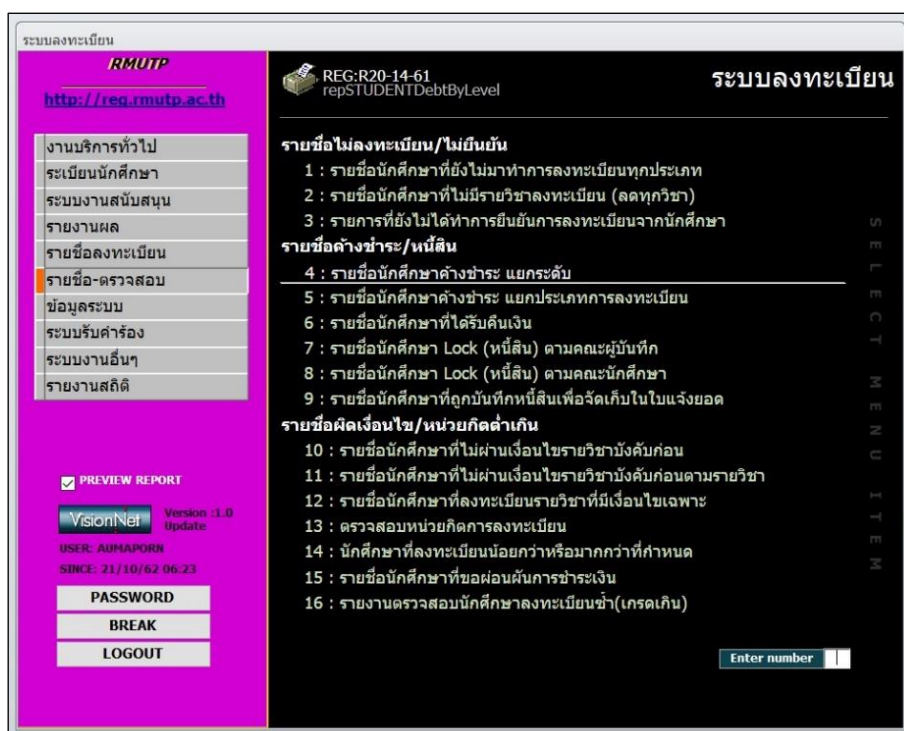 ระบบลงทะเบียน
RMUTP
http://reg.rmutp.ac.th
งานบริการทั่วไป
ระเบียนนักศึกษา
ระบบงานสนับสนุน
รายงานผล
รายชื่อลงทะเบียน
รายชื่อ-ตรวจสอบ
ข้อมูลระบบ
ระบบรับคำร้อง
ระบบงานอื่นๆ
รายงานสถิติ
PREVIEW REPORT
VisionNet
Version :1.0
Update
USER: AUMAPORN
SINCE: 21/10/62 06:23
PASSWORD
BREAK
LOGOUT
REG:R20-14-61
repSTUDENTDebtByLevel
ระบบลงทะเบียน
รายชื่อไม่ลงทะเบียน/ไม่ยืนยัน
1 : รายชื่อนักศึกษาที่ยังไม่มาทำการลงทะเบียนทุกประเภท
2 : รายชื่อนักศึกษาที่ไม่มีรายวิชาลงทะเบียน (ลดทุกวิชา)
3 : รายการที่ยังไม่ได้ทำการยืนยันการลงทะเบียนจากนักศึกษา
รายชื่อค้างชำระ/หนี้สิน
4 : รายชื่อนักศึกษาค้างชำระ แยกระดับ
5 : รายชื่อนักศึกษาค้างชำระ แยกประเภทการลงทะเบียน
6 : รายชื่อนักศึกษาที่ได้รับคืนเงิน
7 : รายชื่อนักศึกษา Lock (หนี้สิน) ตามคณะผู้บันทึก
8 : รายชื่อนักศึกษา Lock (หนี้สิน) ตามคณะนักศึกษา
9 : รายชื่อนักศึกษาที่ถูกบันทึกหนี้สินเพื่อจัดเก็บในใบแจ้งยอด
รายชื่อผิดเงื่อนไข/หน่วยกิตต่ำเกิน
10 : รายชื่อนักศึกษาที่ไม่ผ่านเงื่อนไขรายวิชาบังคับก่อน
11 : รายชื่อนักศึกษาที่ไม่ผ่านเงื่อนไขรายวิชาบังคับก่อนตามรายวิชา
12 : รายชื่อนักศึกษาที่ลงทะเบียนรายวิชาที่มีเงื่อนไขเฉพาะ
13 : ตรวจสอบหน่วยกิตการลงทะเบียน
14 : นักศึกษาที่ลงทะเบียนน้อยกว่าหรือมากกว่าที่กำหนด
15 : รายชื่อนักศึกษาที่ขอผ่อนผันการชำระเงิน
16 : รายงานตรวจสอบนักศึกษาลงทะเบียนซ้ำ(เกรดเกิน)
SELECT MENU ITEM
Enter number